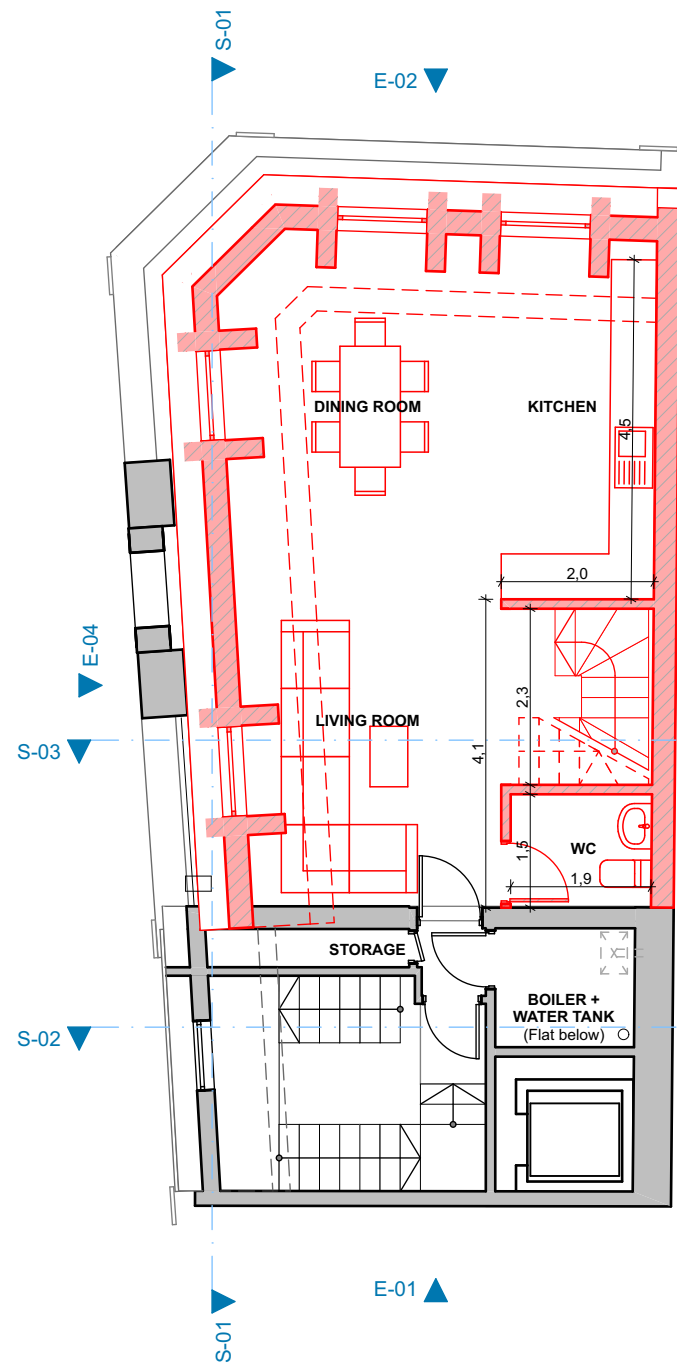 S-01
E-02
DINING ROOM
KITCHEN
4,5
2,0
E-04
2,3
LIVING ROOM
4,1
S-03
WC
1,5
1,9
STORAGE
BOILER +
WATER TANK
(Flat below)
S-02
E-01
S-01